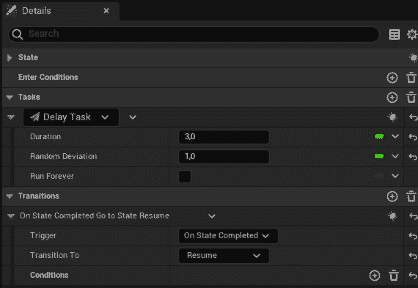 Details
Search
State
Enter Conditions
Tasks
Delay Task
Duration 3,0
Random Deviation 1,0
Run Forever
Transitions
On State Completed Go to State Resume
Trigger On State Completed
Transition To Resume
Conditions